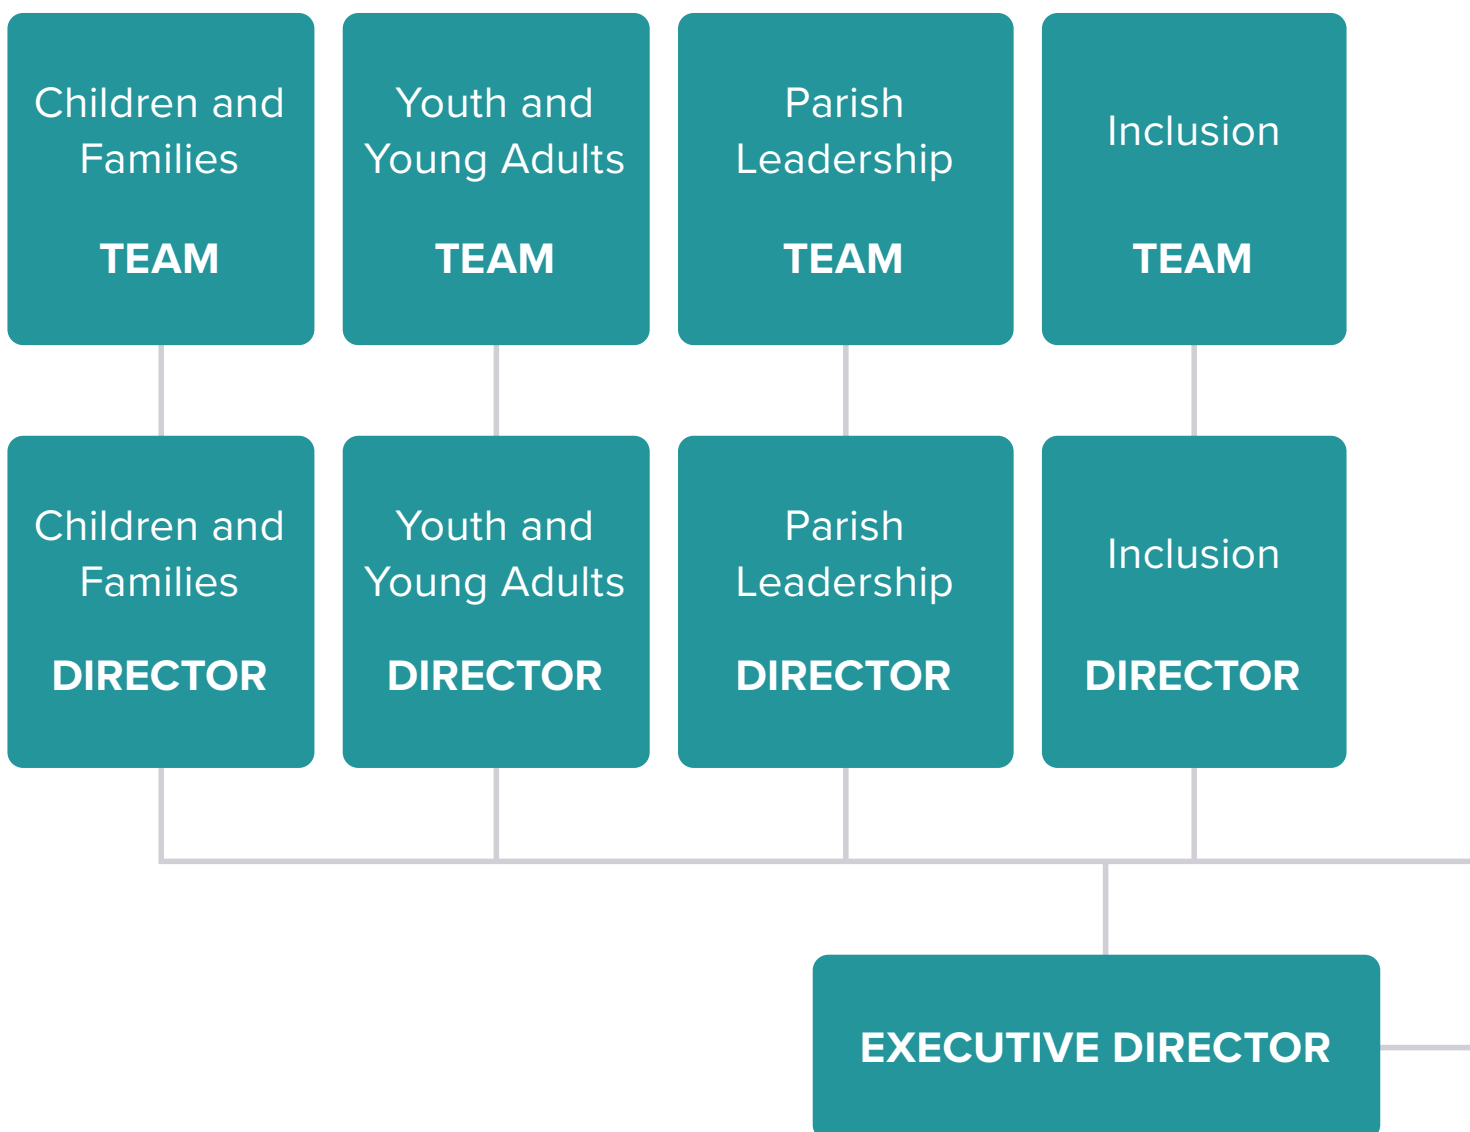 Children and
Families
TEAM
Youth and
Young Adults
TEAM
Parish
Leadership
TEAM
Inclusion
TEAM
Children and
Families
DIRECTOR
Youth and
Young Adults
DIRECTOR
Parish
Leadership
DIRECTOR
Inclusion
DIRECTOR
EXECUTIVE DIRECTOR